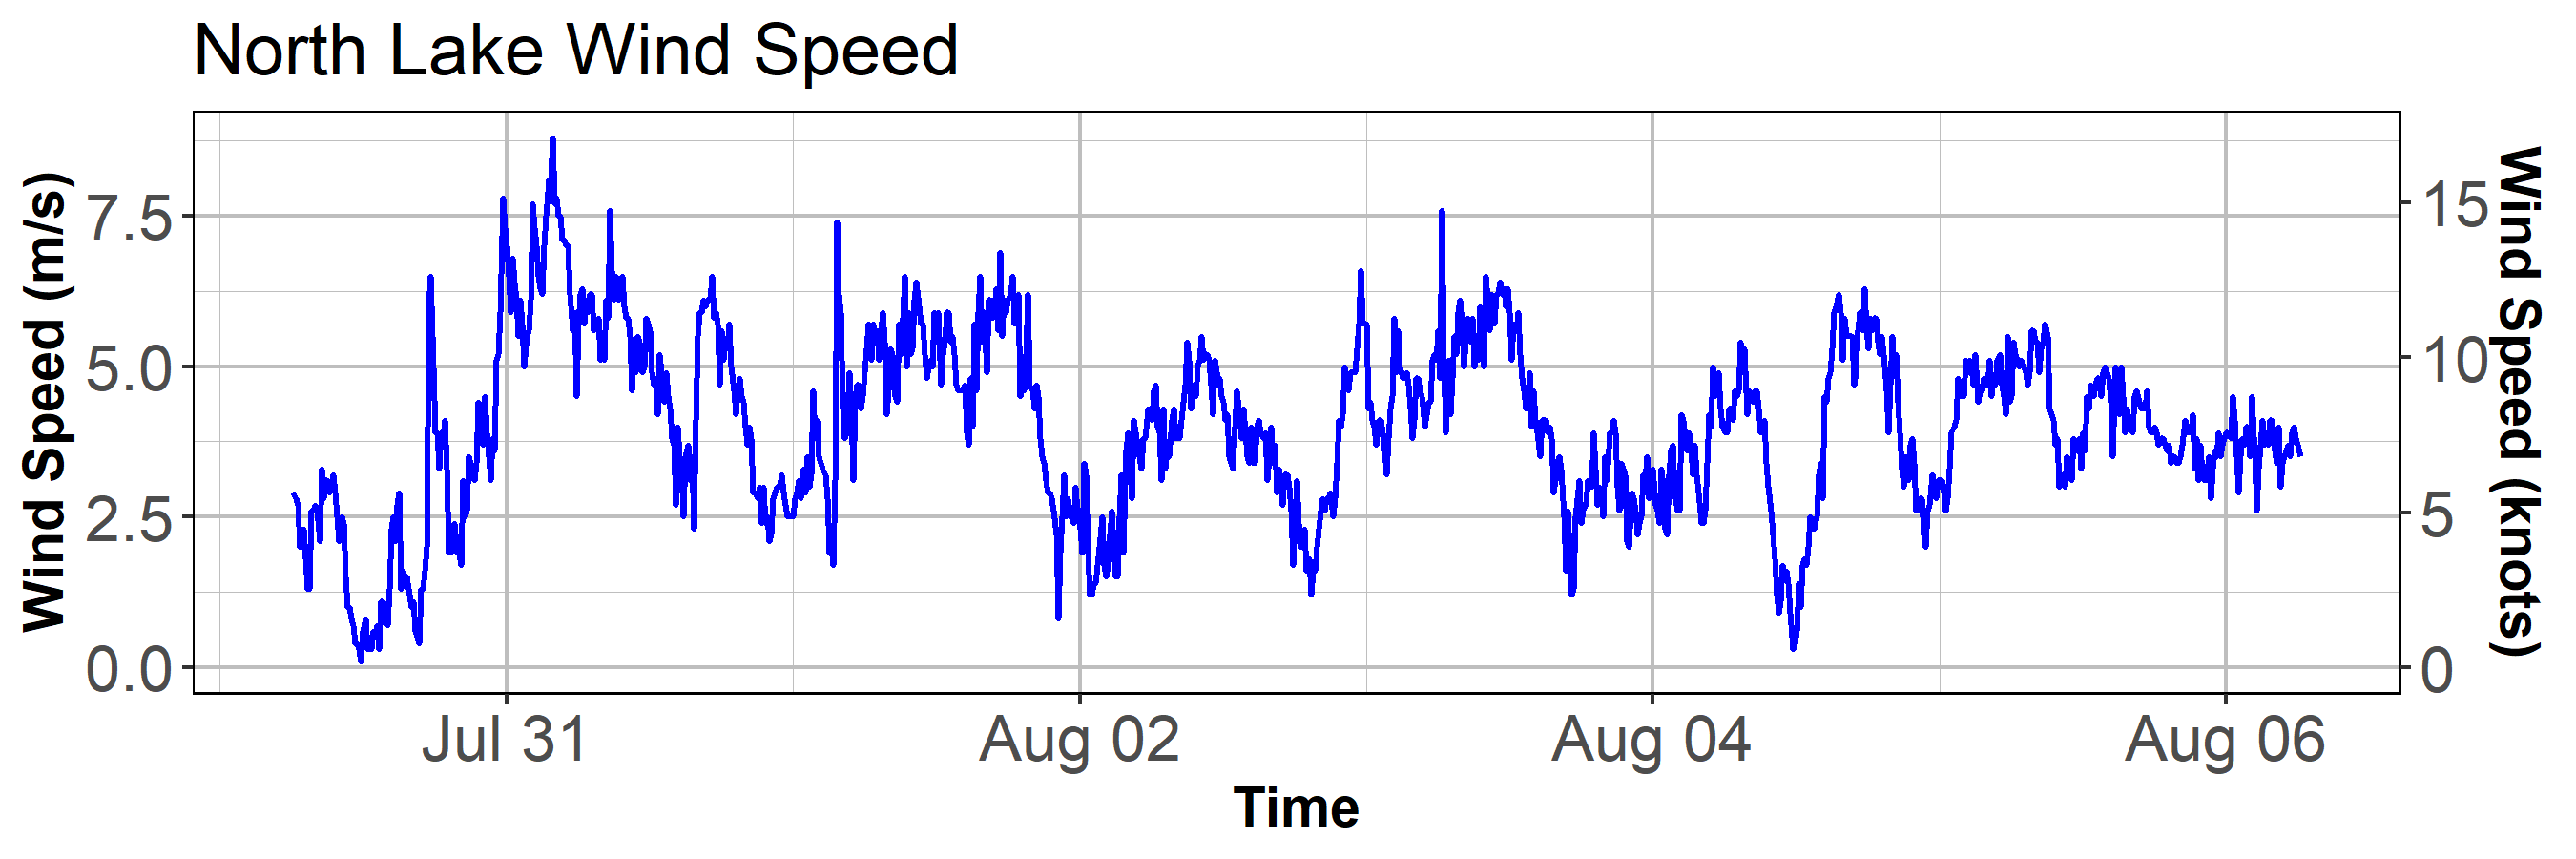 North Lake Wind Speed
Wind Speed (m/s)
7.5
5.0
2.5
0.0
15
10
5
0
Wind Speed (knots)
Jul 31
Aug 02
Aug 04
Aug 06
Time